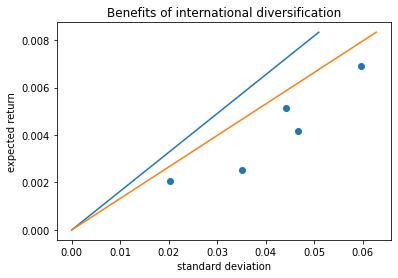 Benefits of international diversification
expected return
0.008
0.006
0.004
0.002
0.000
0.00 0.01 0.02 0.03 0.04 0.05 0.06
standard deviation